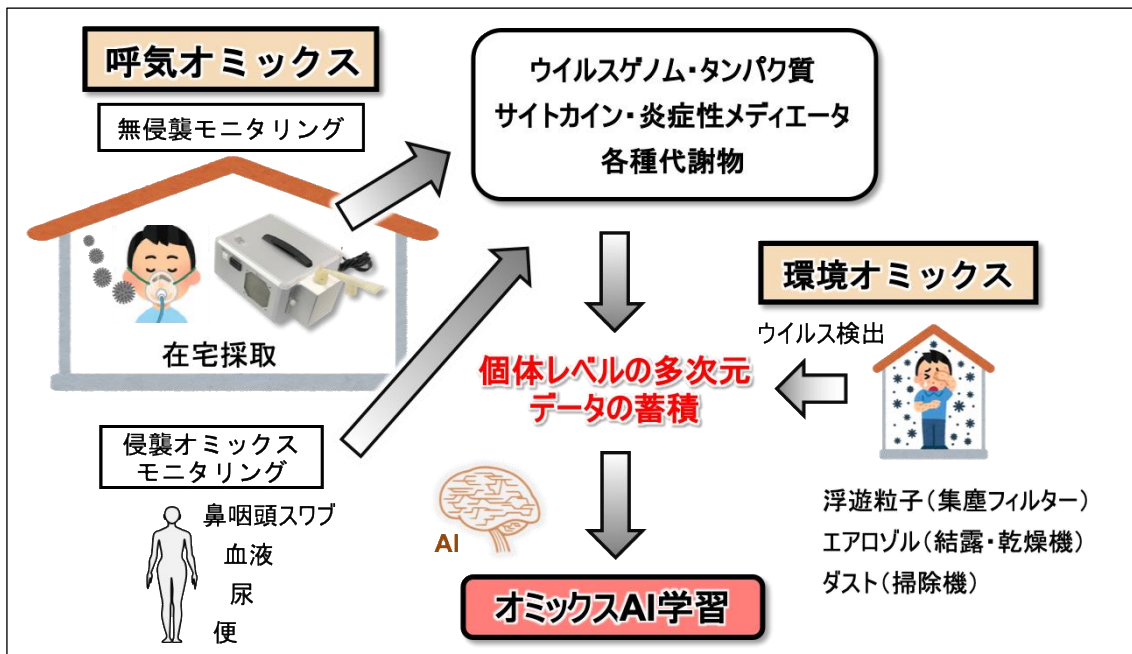 呼気オミックス
無侵襲モニタリング
在宅採取
ウイルスゲノム・タンパク質
サイトカイン・炎症性メディエータ
各種代謝物
侵襲オミックス
モニタリング
鼻咽頭スワブ
血液
尿
便
個体レベルの多次元
データの蓄積
AI
オミックスAI学習
環境オミックス
ウイルス検出
浮遊粒子(集塵フィルター)
エアロゾル(結露・乾燥機)
ダスト(掃除機)